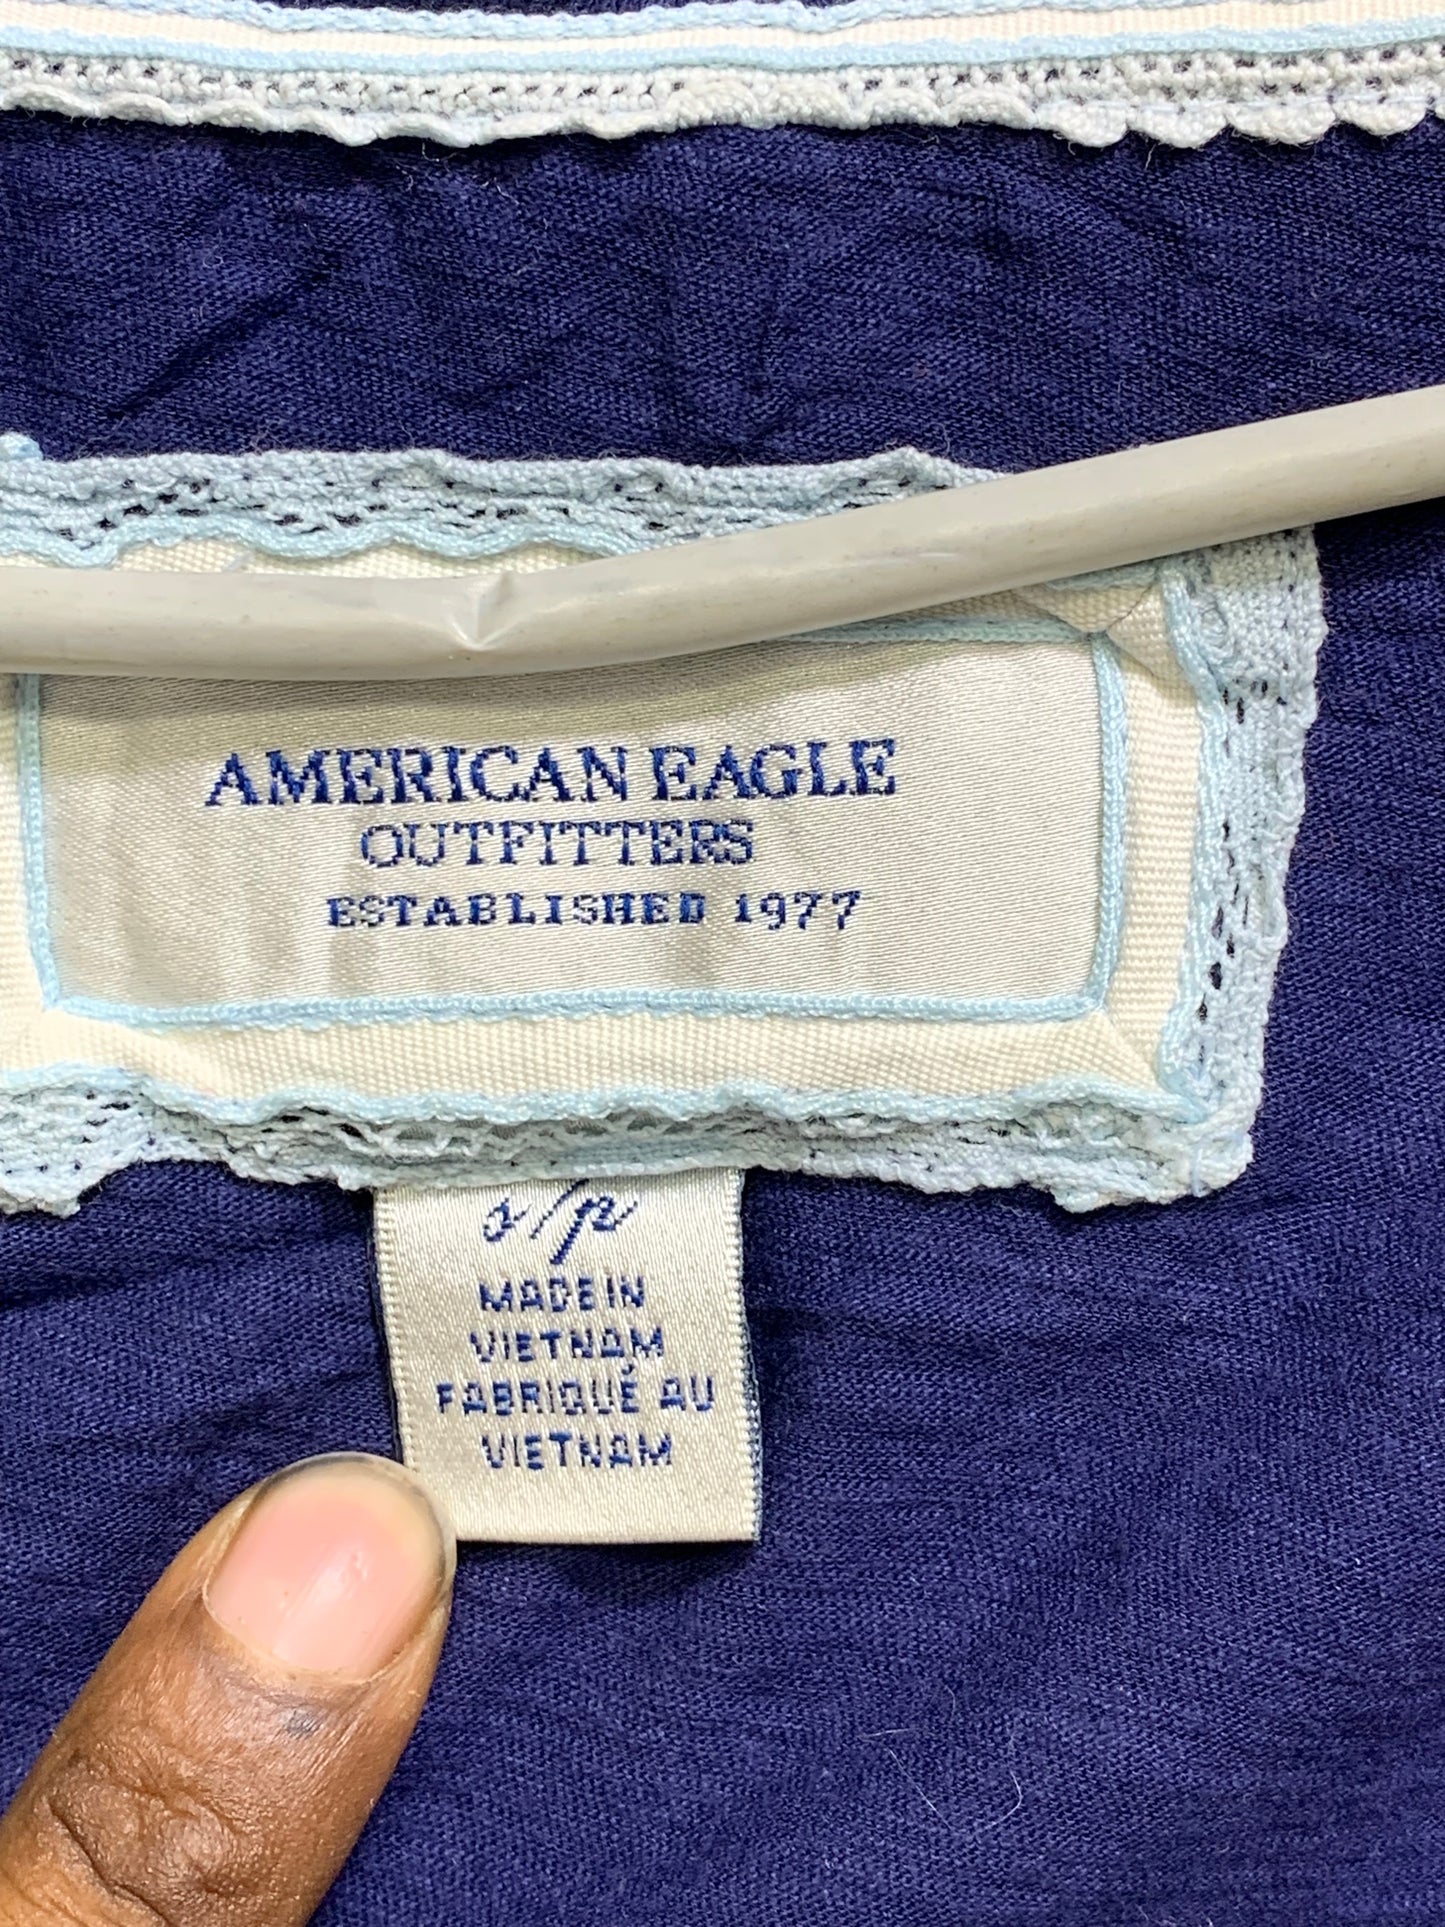 AMERICAN EAGLE
OUTFITTERS
ESTABLISHED 1977
s/p
MADE IN
VIETNAM
FABRIQUÉ AU
VIETNAM